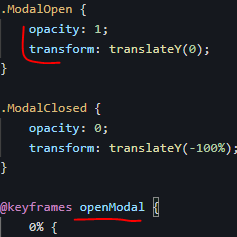 .ModalOpen {
opacity: 1;
transform: translateY(0);
}
.ModalClosed {
opacity: 0;
transform: translateY(-100%);
}
@keyframes openModal {
0% {